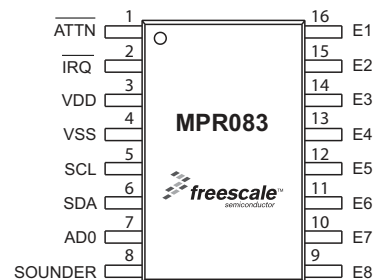 ATTN 1 16 E1
IRQ 2 15 E2
VDD 3 14 E3
VSS 4 13 E4
SCL 5 12 E5
SDA 6 11 E6
AD0 7 10 E7
SOUNDER 8 9 E8
MPR083
freescale™
semiconductor